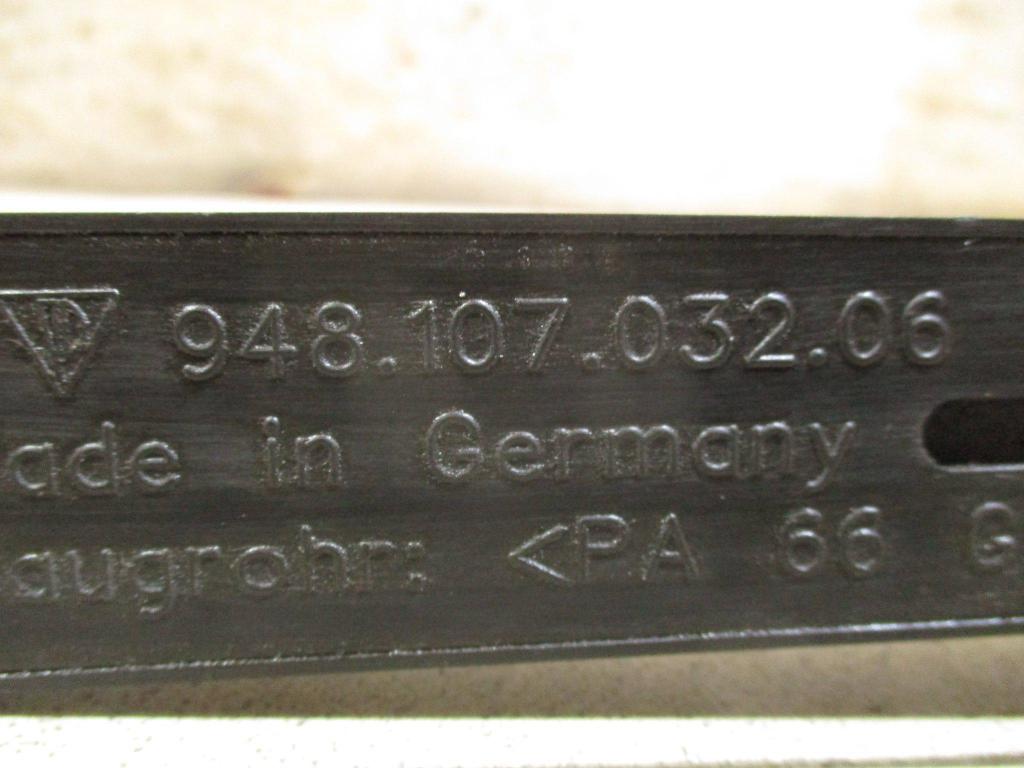 948.107.032.06
ade in Germany
augrohr: <PA 66 G